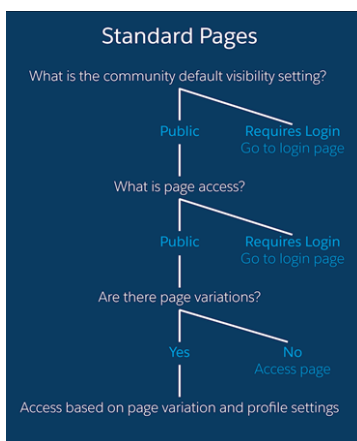 Standard Pages
What is the community default visibility setting?
Public
Requires Login
Go to login page
What is page access?
Public
Requires Login
Go to login page
Are there page variations?
Yes
No
Access page
Access based on page variation and profile settings